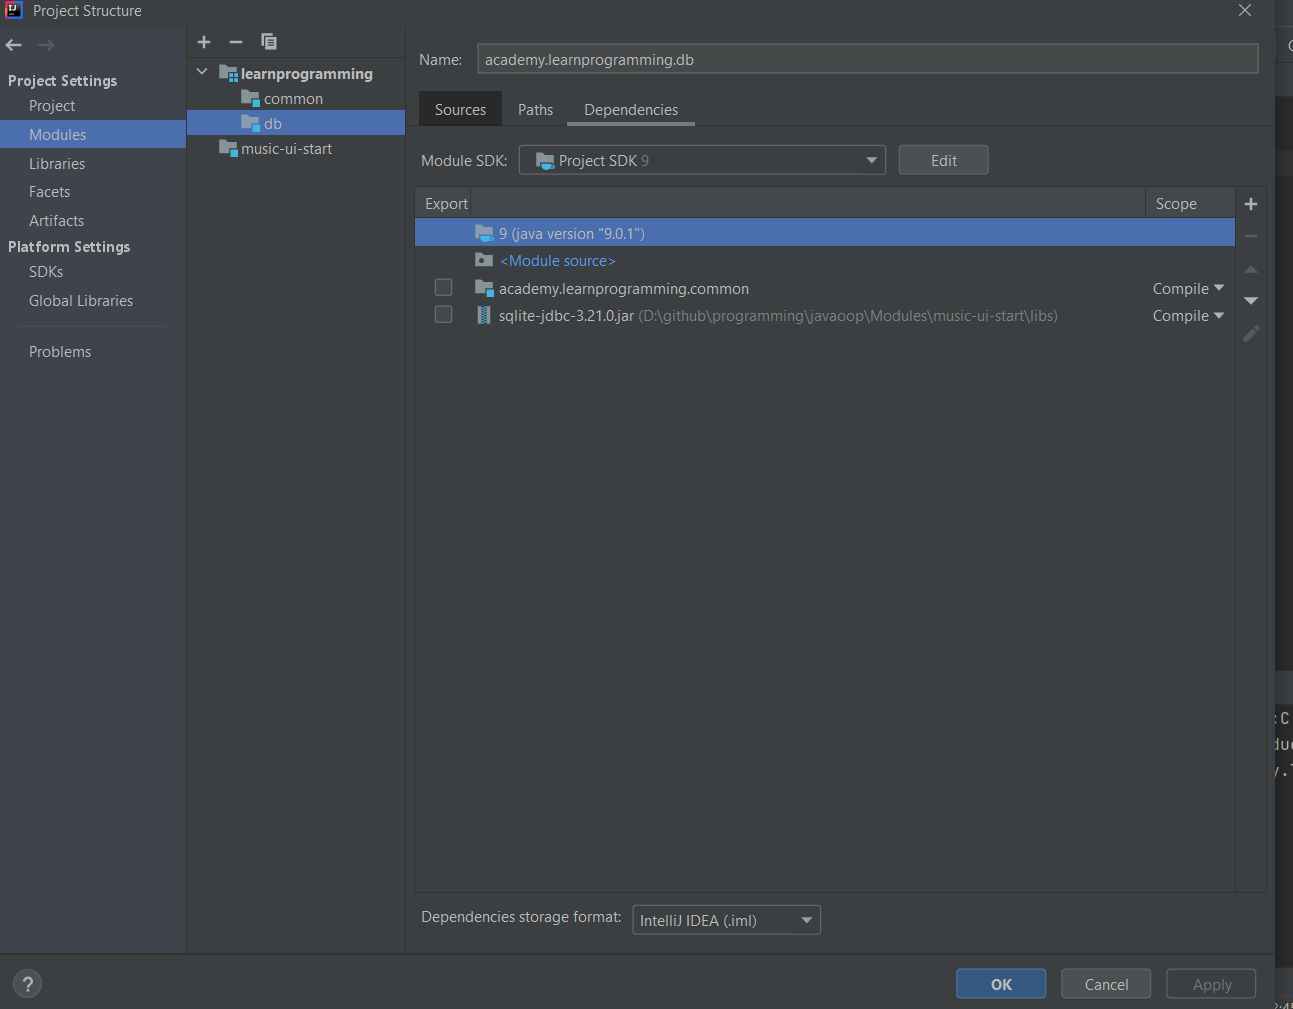 Project Structure
Project Settings
Project
Modules
Libraries
Facets
Artifacts
Platform Settings
SDKs
Global Libraries
Problems
learnprogramming
common
db
music-ui-start
Name: academy.learnprogramming.db
Sources Paths Dependencies
Module SDK: Project SDK 9 Edit
Export Scope
9 (java version "9.0.1")
<Module source>
academy.learnprogramming.common Compile
sqlite-jdbc-3.21.0.jar (D:\github\programming\javaoop\Modules\music-ui-start\libs) Compile
Dependencies storage format: IntelliJ IDEA (.iml)
? OK Cancel Apply